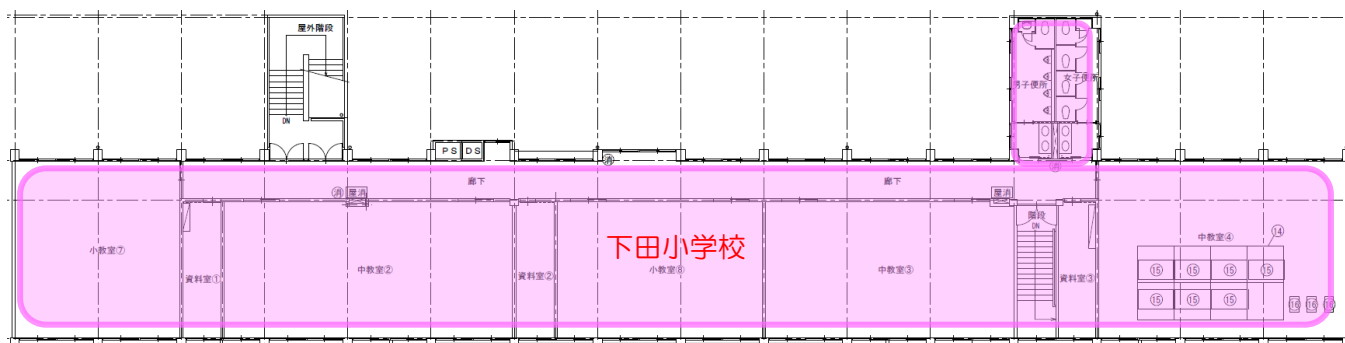 屋外階段
DN
男子便所
女子便所
PS DS
消
消
廊下
廊下
消 屋消
屋消
階段
DN
小教室⑦
資料室①
中教室②
資料室②
下田小学校
小教室⑧
中教室③
資料室③
中教室④
⑭
⑮ ⑮ ⑮ ⑮
⑮ ⑮ ⑮
⑯ ⑯ ⑯